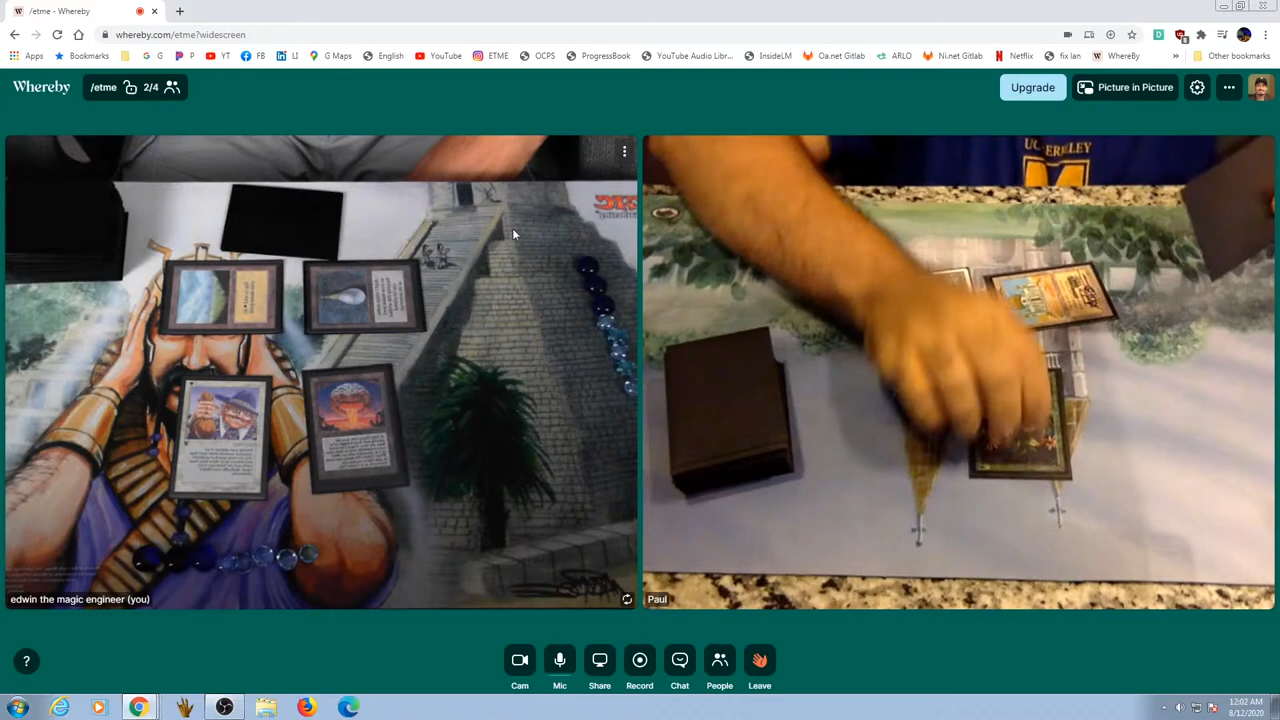 /etme - Whereby
whereby.com/etme?widescreen
Apps
Bookmarks
G
P
YT
FB
LI
G Maps
English
YouTube
ETME
OCPS
ProgressBook
YouTube Audio Libr...
InsideLM
Oa.net Gitlab
ARLO
Ni.net Gitlab
Netflix
fix lan
WhereBy
»
Other bookmarks
Whereby
/etme
2/4
Upgrade
Picture in Picture
edwin the magic engineer (you)
Paul
UC BERKELEY
?
Cam
Mic
Share
Record
Chat
People
Leave
12:02 AM
8/12/2020